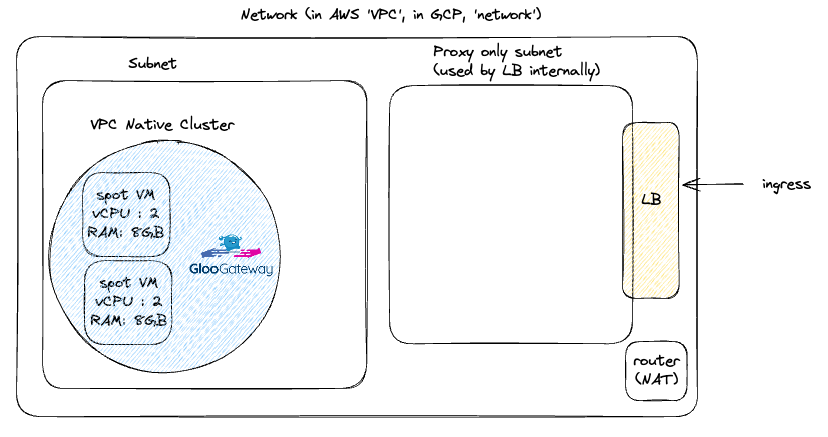 Network (in AWS 'VPC', in GCP, 'network')
Subnet
Proxy only subnet
(used by LB internally)
VPC Native Cluster
spot VM
vCPU : 2
RAM: 8GB
GlooGateway
spot VM
vCPU : 2
RAM: 8GB
LB
ingress
router
(NAT)